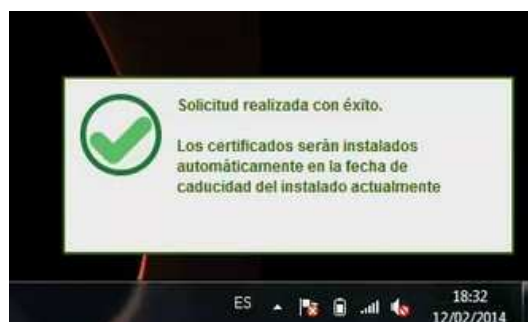 Solicitud realizada con éxito.
Los certificados serán instalados
automáticamente en la fecha de
caducidad del instalado actualmente
ES
18:32
12/02/2014